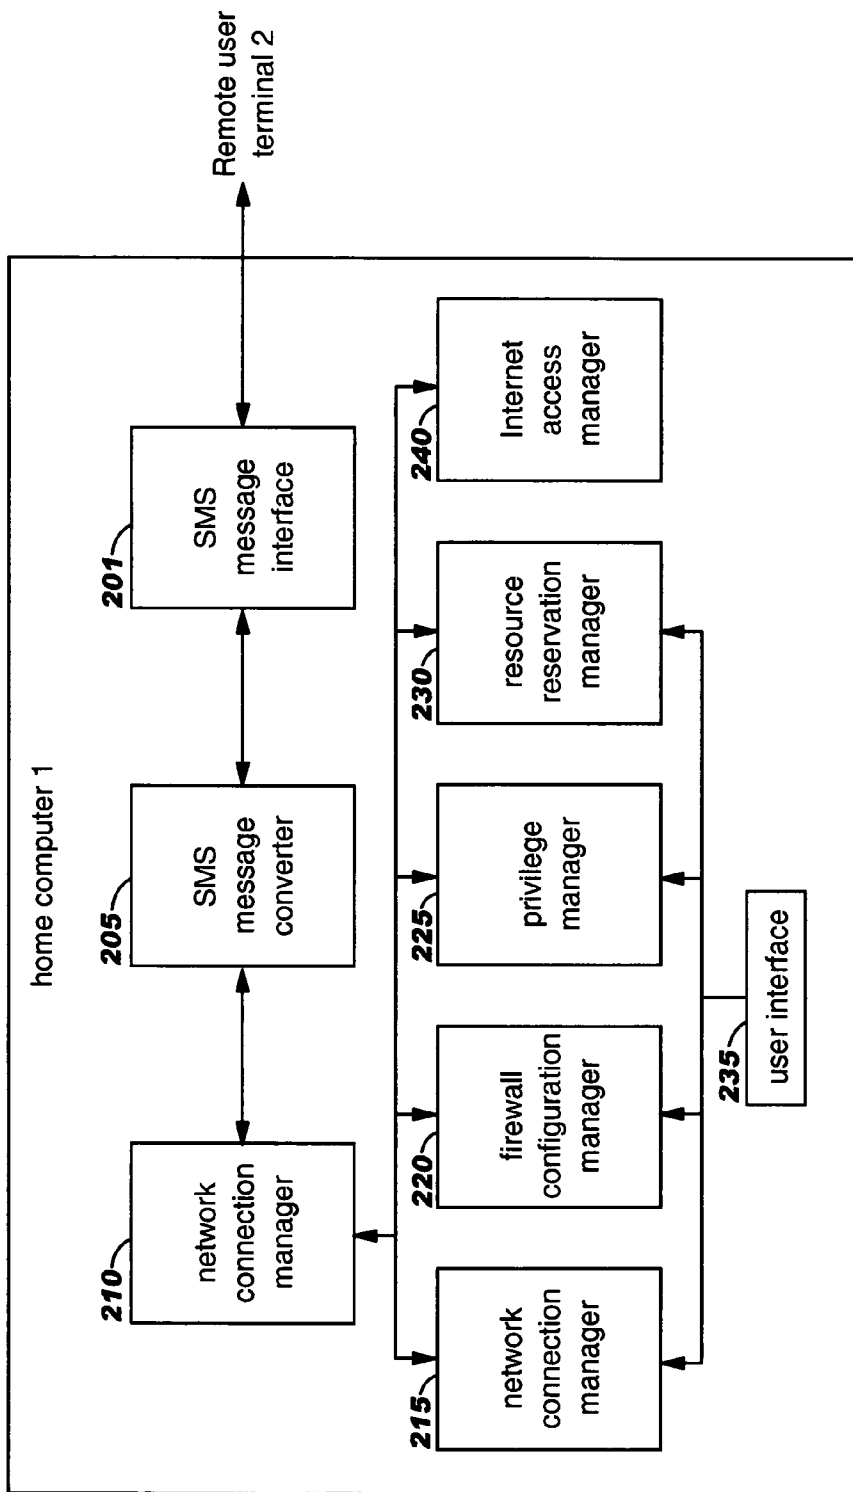 home computer 1
210
network
connection
manager
205
SMS
message
converter
201
SMS
message
interface
Remote user
terminal 2
215
network
connection
manager
220
firewall
configuration
manager
225
privilege
manager
230
resource
reservation
manager
240
Internet
access
manager
235
user interface